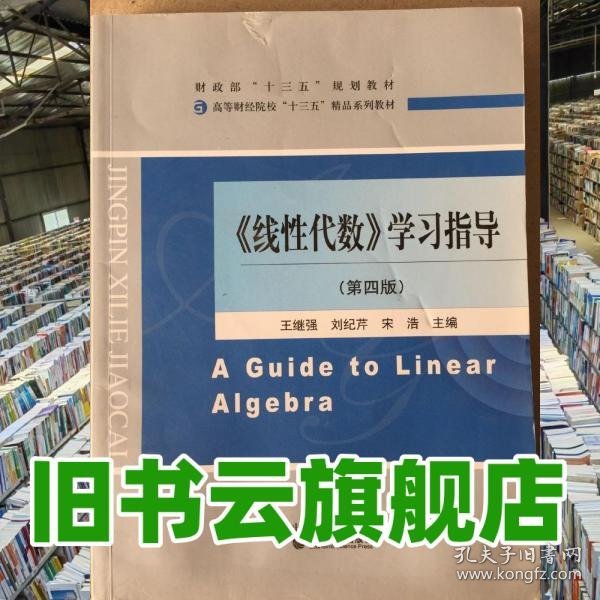 财政部“十三五”规划教材
高等财经院校“十三五”精品系列教材
JINGPIN XILIE JIAOCAI
《线性代数》学习指导
(第四版)
王继强 刘纪芹 宋 浩 主编
A Guide to Linear
Algebra
旧书云旗舰店
孔夫子旧书网
www.kongfz.com